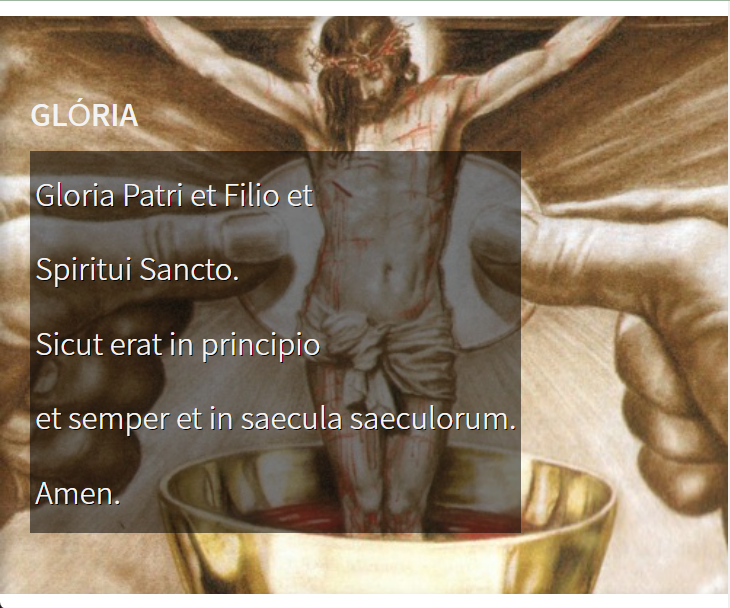 GLÓRIA
Gloria Patri et Filio et
Spiritui Sancto.
Sicut erat in principio
et semper et in saecula saeculorum.
Amen.